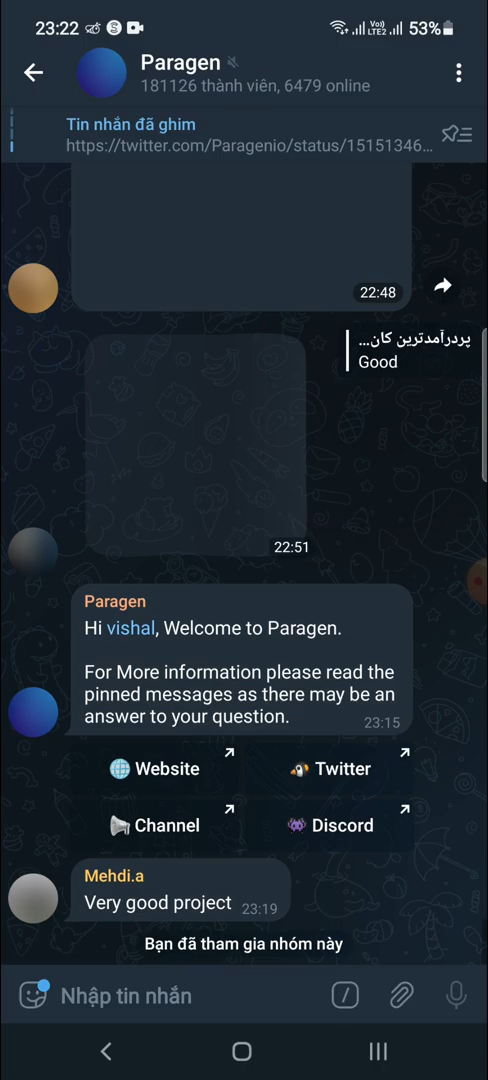 23:22
Vo))
LTE2
53%
Paragen
181126 thành viên, 6479 online
Tin nhắn đã ghim
https://twitter.com/Paragenio/status/15151346...
22:48
پردرآمدترین کان...
Good
22:51
Paragen
Hi vishal, Welcome to Paragen.
For More information please read the
pinned messages as there may be an
answer to your question.
23:15
Website
Twitter
Channel
Discord
Mehdi.a
Very good project 23:19
Bạn đã tham gia nhóm này
Nhập tin nhắn